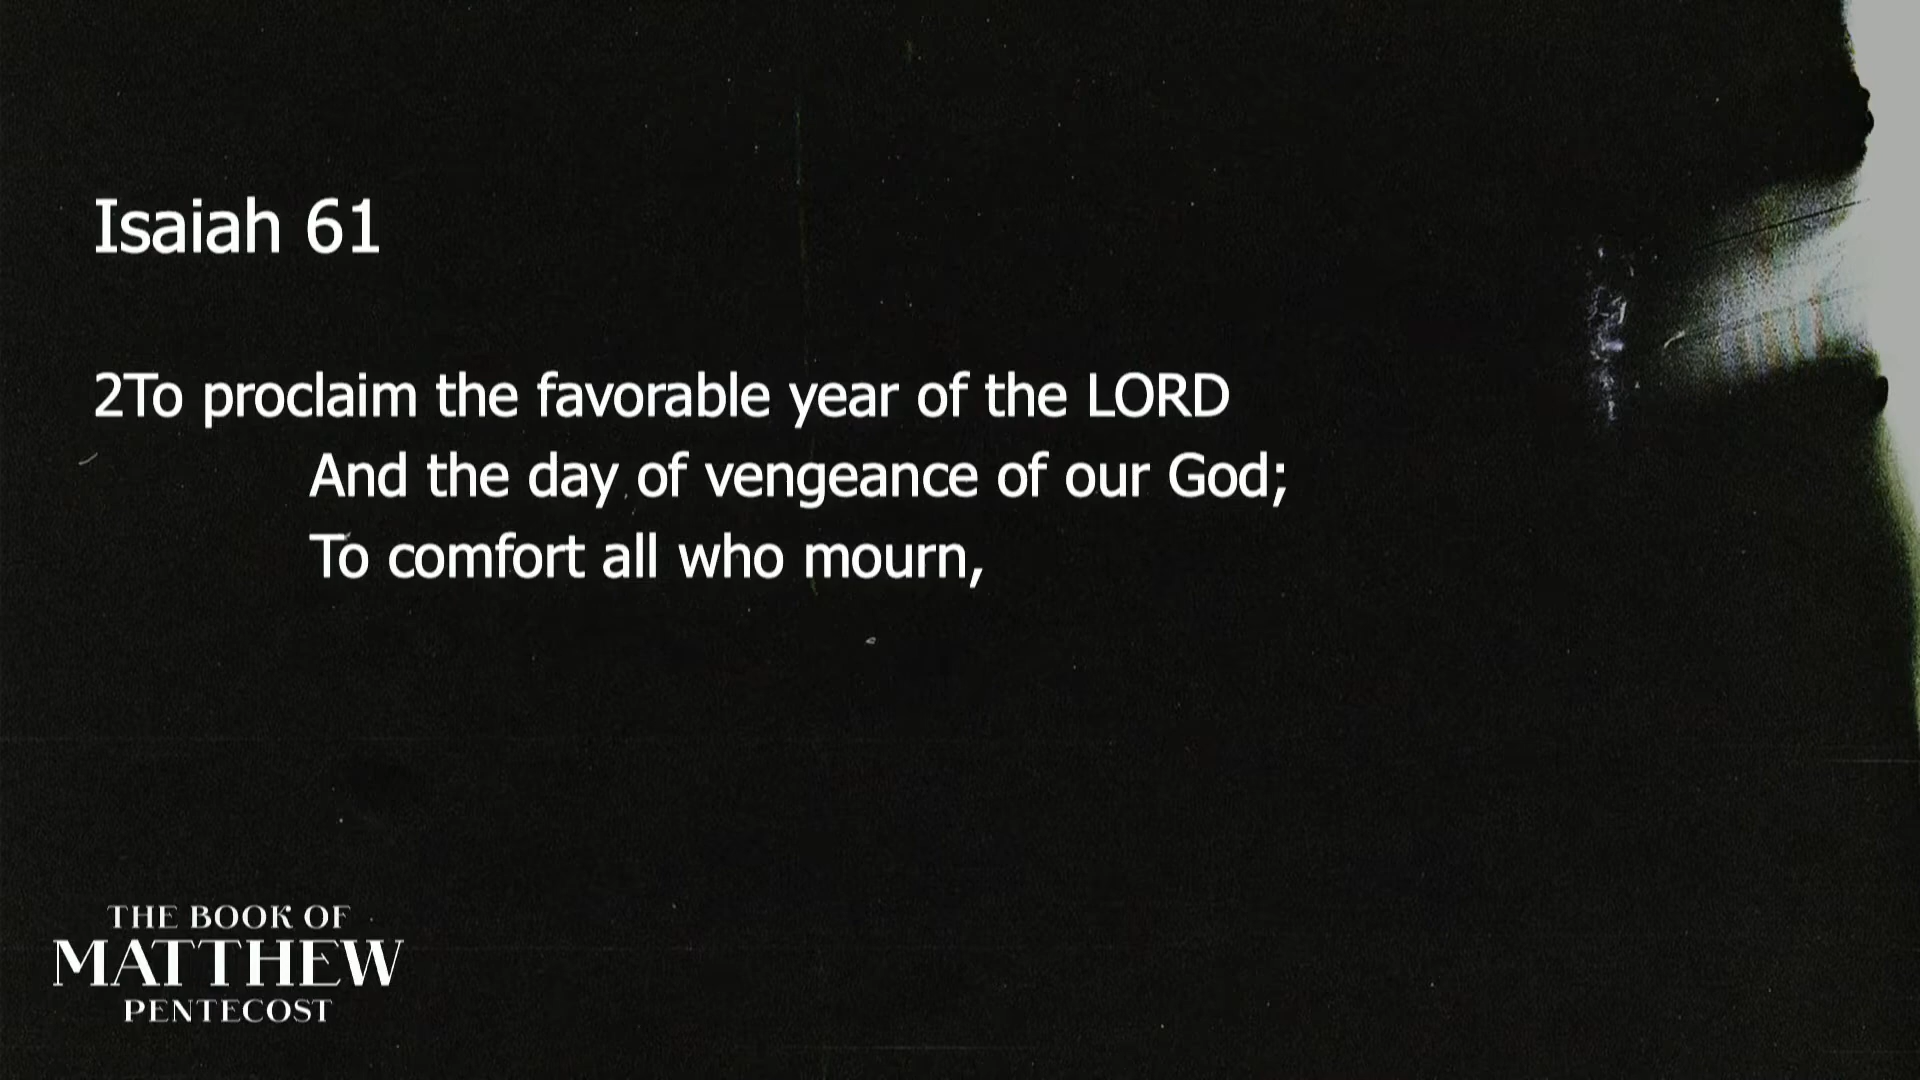 Isaiah 61
2To proclaim the favorable year of the LORD
And the day of vengeance of our God;
To comfort all who mourn,
THE BOOK OF
MATTHEW
PENTECOST